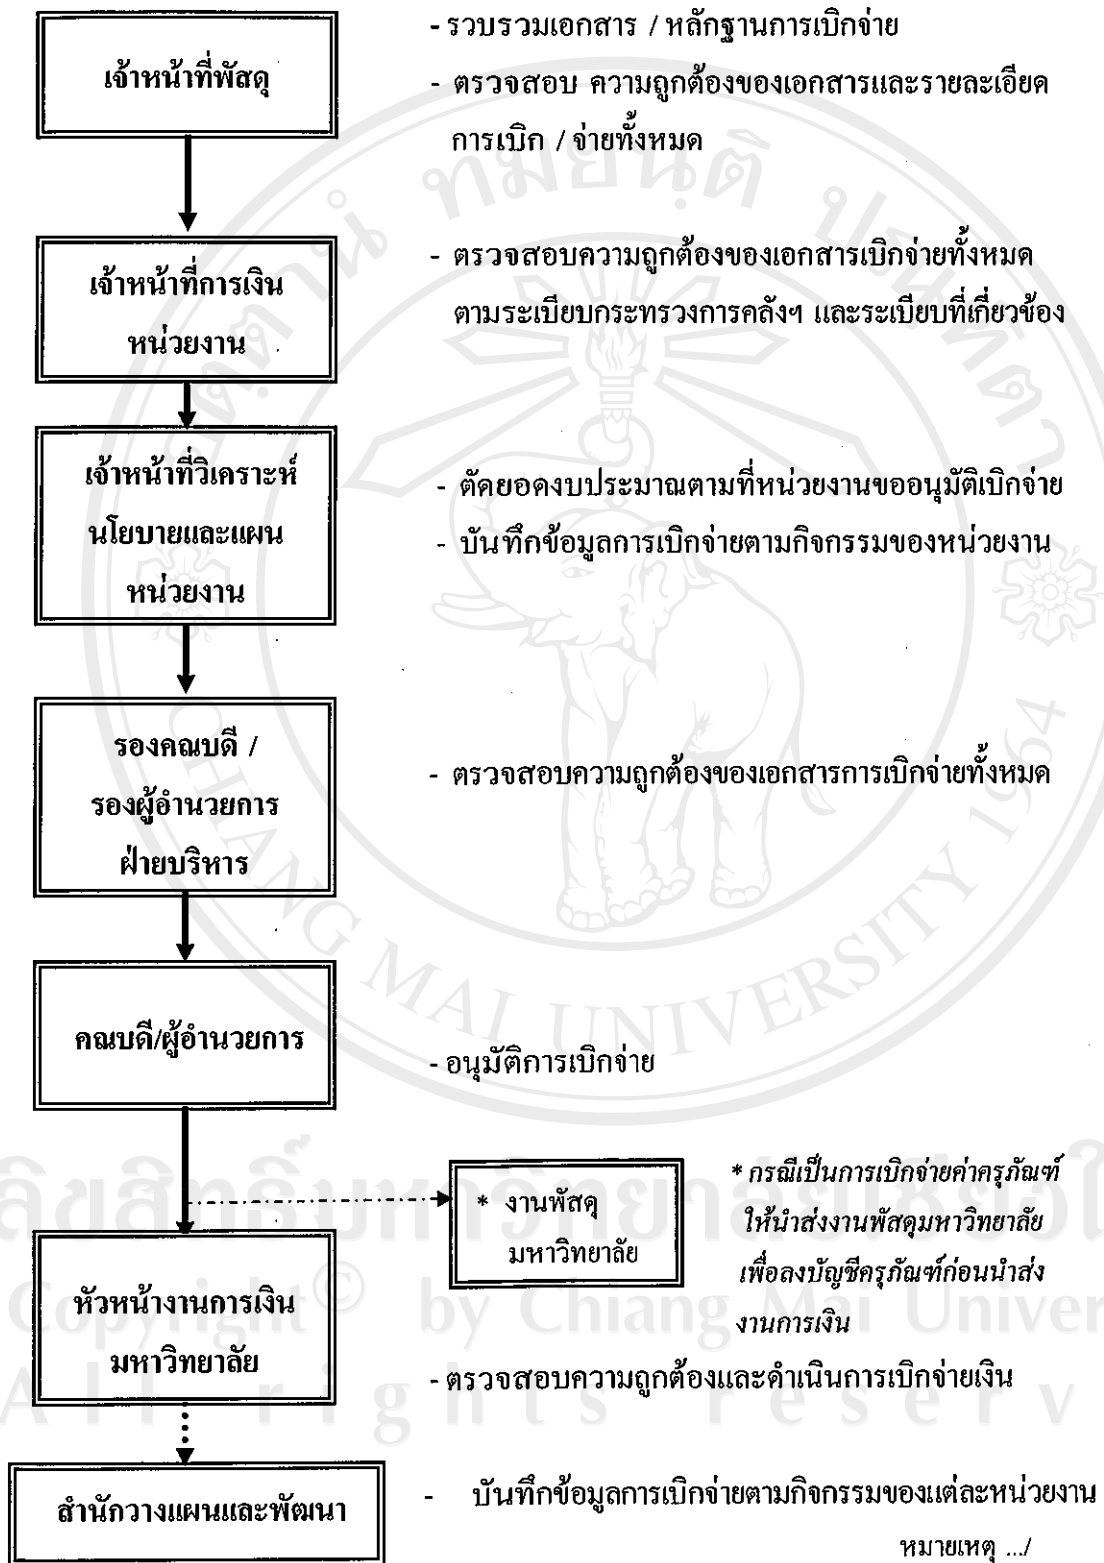 เจ้าหน้าที่พัสดุ
- รวบรวมเอกสาร / หลักฐานการเบิกจ่าย
- ตรวจสอบ ความถูกต้องของเอกสารและรายละเอียด
การเบิก / จ่ายทั้งหมด
เจ้าหน้าที่การเงิน
หน่วยงาน
- ตรวจสอบความถูกต้องของเอกสารเบิกจ่ายทั้งหมด
ตามระเบียบกระทรวงการคลังฯ และระเบียบที่เกี่ยวข้อง
เจ้าหน้าที่วิเคราะห์
นโยบายและแผน
หน่วยงาน
- ตัดยอดงบประมาณตามที่หน่วยงานขออนุมัติเบิกจ่าย
- บันทึกข้อมูลการเบิกจ่ายตามกิจกรรมของหน่วยงาน
รองคณบดี /
รองผู้อำนวยการ
ฝ่ายบริหาร
- ตรวจสอบความถูกต้องของเอกสารการเบิกจ่ายทั้งหมด
คณบดี/ผู้อำนวยการ
- อนุมัติการเบิกจ่าย
* งานพัสดุ
มหาวิทยาลัย
* กรณีเป็นการเบิกจ่ายค่าครุภัณฑ์
ให้นำส่งงานพัสดุมหาวิทยาลัย
เพื่อลงบัญชีครุภัณฑ์ก่อนนำส่ง
งานการเงิน
หัวหน้างานการเงิน
มหาวิทยาลัย
- ตรวจสอบความถูกต้องและดำเนินการเบิกจ่ายเงิน
สำนักวางแผนและพัฒนา
- บันทึกข้อมูลการเบิกจ่ายตามกิจกรรมของแต่ละหน่วยงาน
หมายเหตุ .../
CHIANG MAI UNIVERSITY 1964
Copyright © by Chiang Mai Univer
All rights reserv